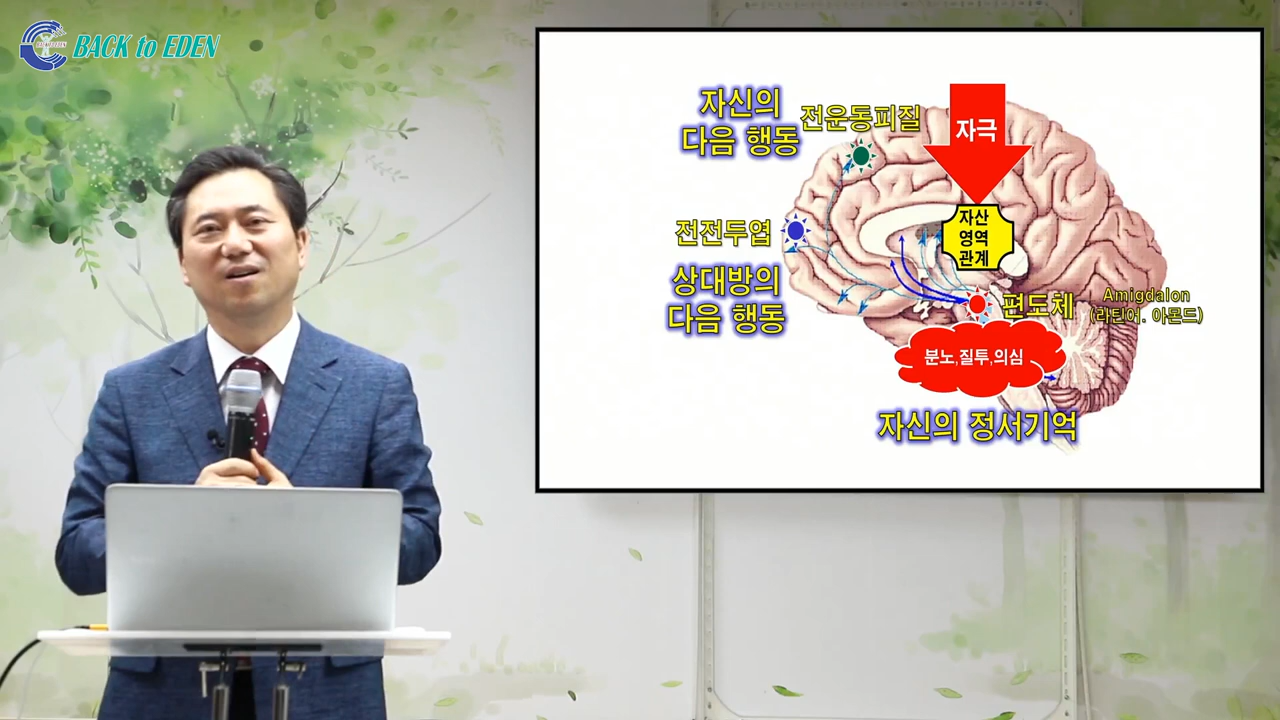 BACK to EDEN
자신의
다음 행동
전운동피질
자극
전전두엽
자산
영역
관계
상대방의
다음 행동
편도체
Amigdalon
(라틴어. 아몬드)
분노,질투,의심
자신의 정서기억